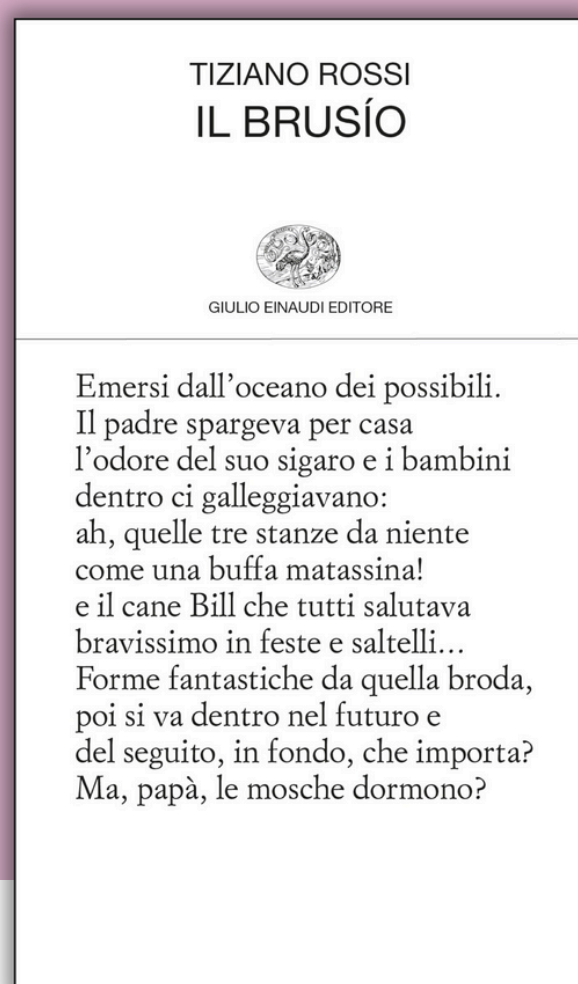 TIZIANO ROSSI
IL BRUSÍO
GIULIO EINAUDI EDITORE
Emersi dall’oceano dei possibili.
Il padre spargeva per casa
l’odore del suo sigaro e i bambini
dentro ci galleggiavano:
ah, quelle tre stanze da niente
come una buffa matassina!
e il cane Bill che tutti salutava
bravissimo in feste e saltelli...
Forme fantastiche da quella broda,
poi si va dentro nel futuro e
del seguito, in fondo, che importa?
Ma, papà, le mosche dormono?